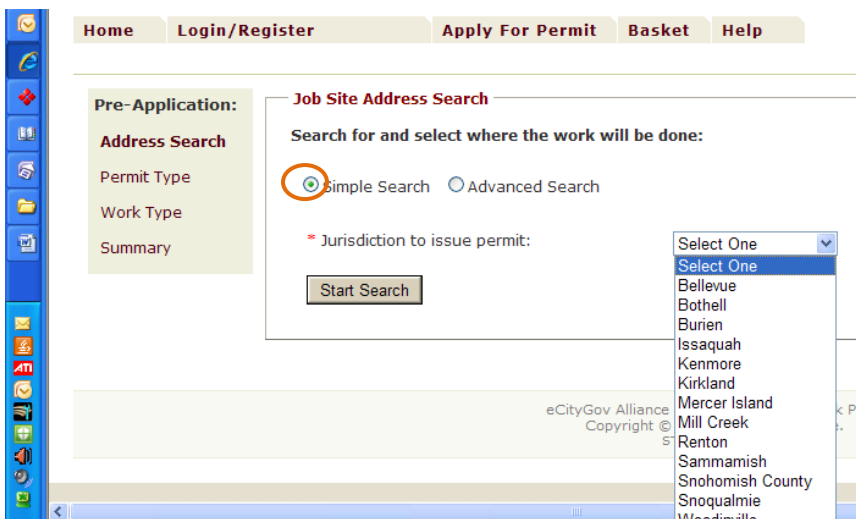 Home Login/Register Apply For Permit Basket Help
Pre-Application:
Address Search
Permit Type
Work Type
Summary
Job Site Address Search
Search for and select where the work will be done:
Simple Search Advanced Search
* Jurisdiction to issue permit:
Select One
Start Search
Select One
Bellevue
Bothell
Burien
Issaquah
Kenmore
Kirkland
Mercer Island
Mill Creek
Renton
Sammamish
Snohomish County
Snoqualmie
Woodinville
eCityGov Alliance
Copyright ©
ATI